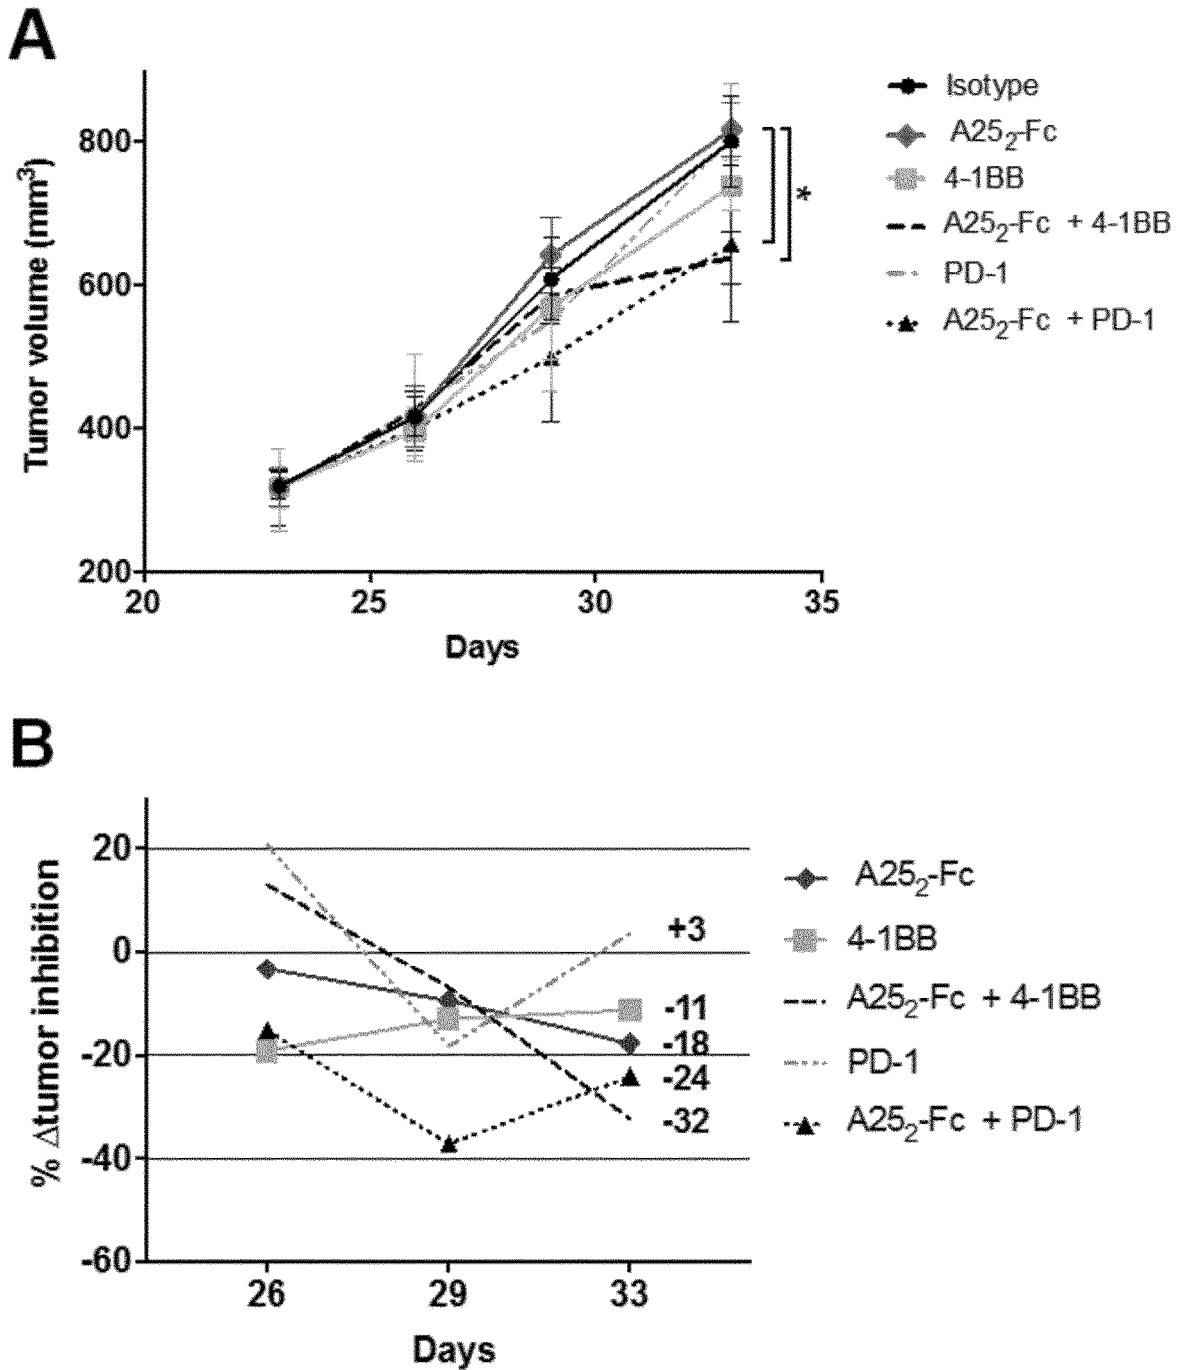 A
Tumor volume (mm³)
800
600
400
200
20 25 30 35
Days
*
Isotype
A25₂-Fc
4-1BB
A25₂-Fc + 4-1BB
PD-1
A25₂-Fc + PD-1
B
% Δtumor inhibition
20
0
-20
-40
-60
26 29 33
Days
+3
-11
-18
-24
-32
A25₂-Fc
4-1BB
A25₂-Fc + 4-1BB
PD-1
A25₂-Fc + PD-1